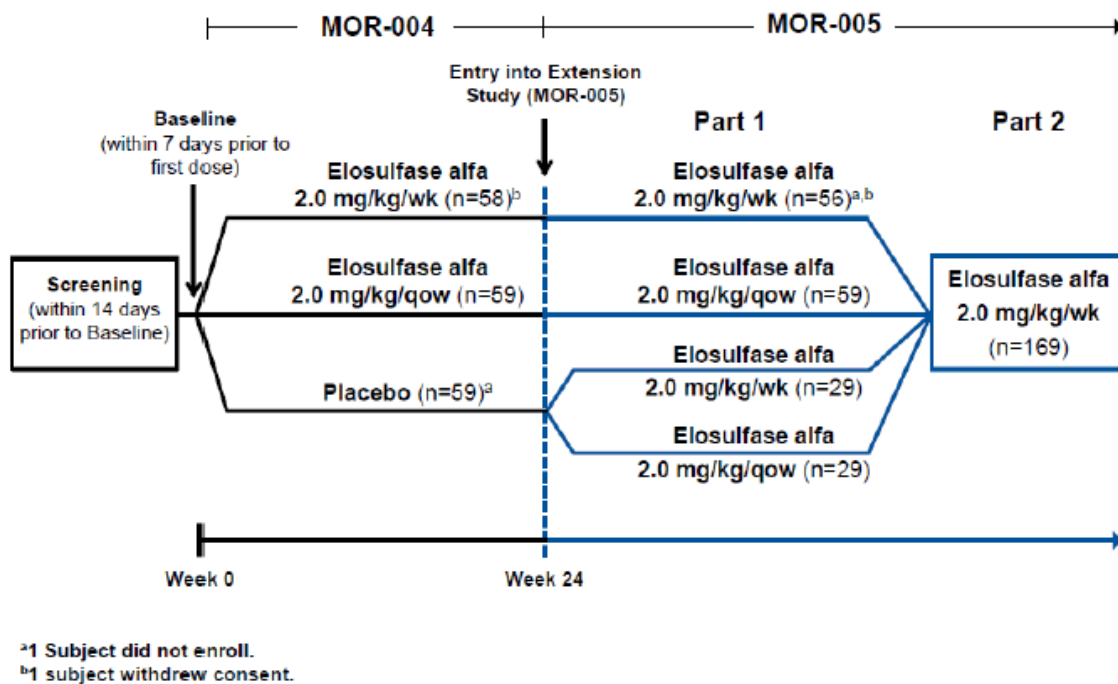 MOR-004
MOR-005
Entry into Extension
Study (MOR-005)
Baseline
(within 7 days prior to
first dose)
Part 1
Part 2
Elosulfase alfa
2.0 mg/kg/wk (n=58)ᵇ
Elosulfase alfa
2.0 mg/kg/wk (n=56)ᵃ,ᵇ
Screening
(within 14 days
prior to Baseline)
Elosulfase alfa
2.0 mg/kg/qow (n=59)
Elosulfase alfa
2.0 mg/kg/qow (n=59)
Elosulfase alfa
2.0 mg/kg/wk
(n=169)
Placebo (n=59)ᵃ
Elosulfase alfa
2.0 mg/kg/wk (n=29)
Elosulfase alfa
2.0 mg/kg/qow (n=29)
Week 0
Week 24
ᵃ1 Subject did not enroll.
ᵇ1 subject withdrew consent.